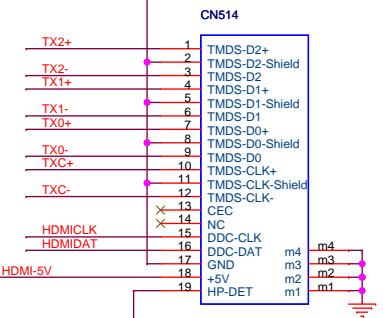 CN514
TX2+ 1 TMDS-D2+
2 TMDS-D2-Shield
TX2- 3 TMDS-D2
TX1+ 4 TMDS-D1+
5 TMDS-D1-Shield
TX1- 6 TMDS-D1
TX0+ 7 TMDS-D0+
8 TMDS-D0-Shield
TX0- 9 TMDS-D0
TXC+ 10 TMDS-CLK+
11 TMDS-CLK-Shield
TXC- 12 TMDS-CLK-
13 CEC
14 NC
HDMICLK 15 DDC-CLK
HDMIDAT 16 DDC-DAT m4 m4
17 GND m3 m3
HDMI-5V 18 +5V m2 m2
19 HP-DET m1 m1